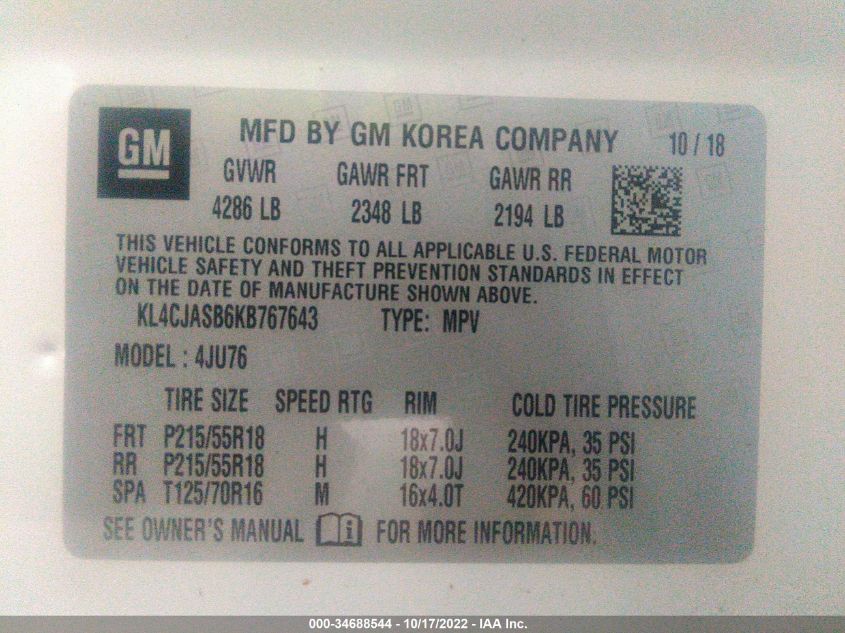 GM MFD BY GM KOREA COMPANY 10 / 18
GVWR GAWR FRT GAWR RR
4286 LB 2348 LB 2194 LB
THIS VEHICLE CONFORMS TO ALL APPLICABLE U.S. FEDERAL MOTOR
VEHICLE SAFETY AND THEFT PREVENTION STANDARDS IN EFFECT
ON THE DATE OF MANUFACTURE SHOWN ABOVE.
KL4CJASB6KB767643 TYPE: MPV
MODEL : 4JU76
TIRE SIZE SPEED RTG RIM COLD TIRE PRESSURE
FRT P215/55R18 H 18x7.0J 240KPA, 35 PSI
RR P215/55R18 H 18x7.0J 240KPA, 35 PSI
SPA T125/70R16 M 16x4.0T 420KPA, 60 PSI
SEE OWNER'S MANUAL i FOR MORE INFORMATION.
000-34688544 - 10/17/2022 - IAA Inc.